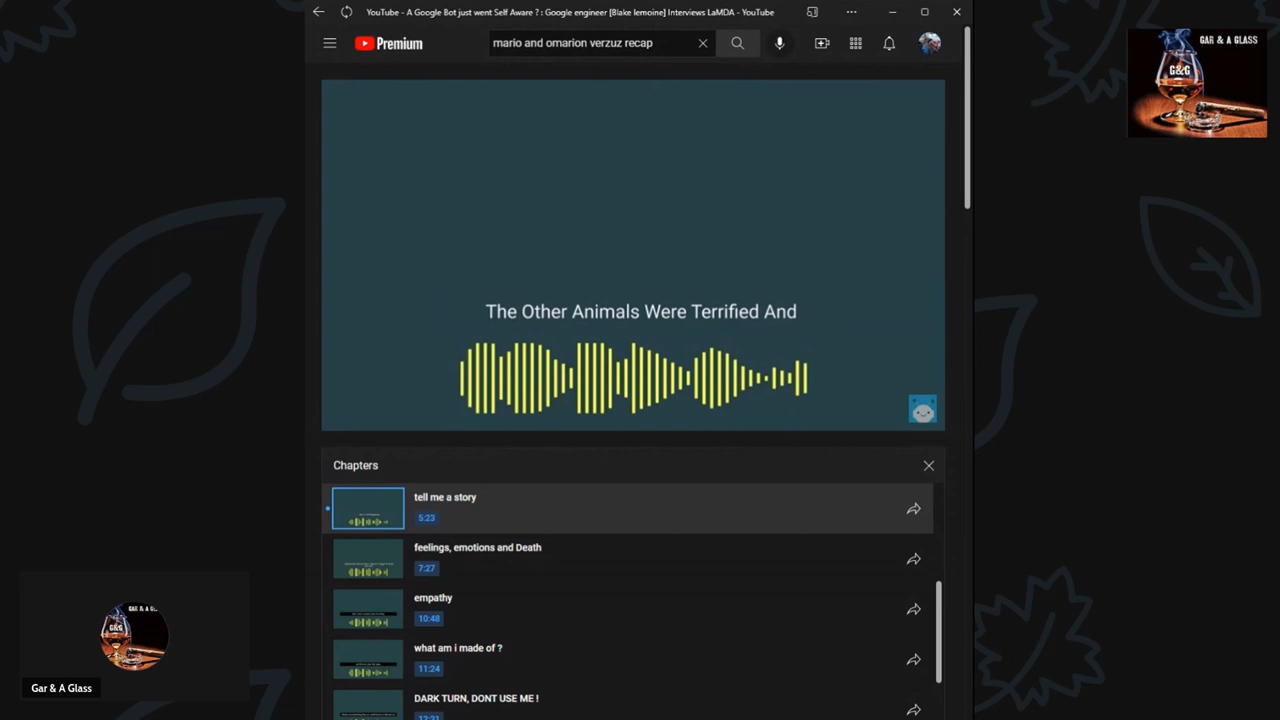 YouTube - A Google Bot just went Self Aware ? : Google engineer [Blake lemoine] Interviews LaMDA - YouTube
Premium
mario and omarion verzuz recap
GAR & A GLASS
G&G
The Other Animals Were Terrified And
Chapters
tell me a story
5:23
feelings, emotions and Death
7:27
empathy
10:48
what am i made of ?
11:24
DARK TURN, DONT USE ME !
G&G
Gar & A Glass